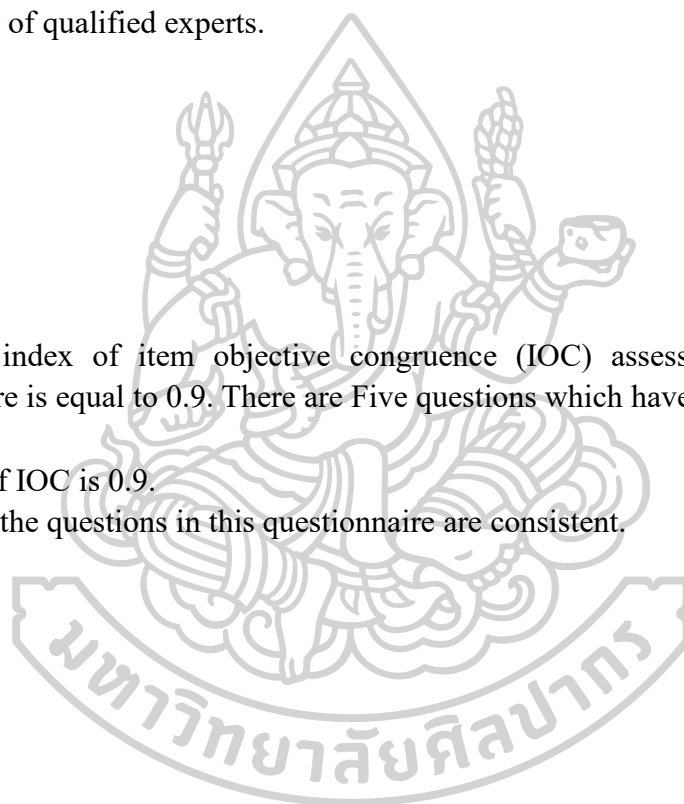 of qualified experts.
index of item objective congruence (IOC) assess
re is equal to 0.9. There are Five questions which have
f IOC is 0.9.
the questions in this questionnaire are consistent.
มหาวิทยาลัยศิลปากร